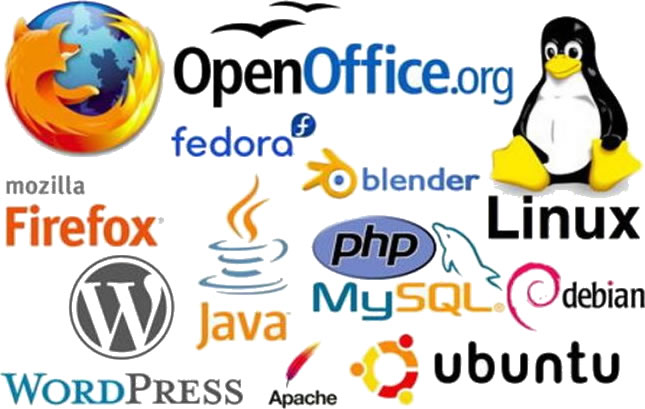 OpenOffice.org
fedora
blender
mozilla
Firefox
Linux
php
MySQL®
Java
debian
W
WORDPRESS
Apache
ubuntu